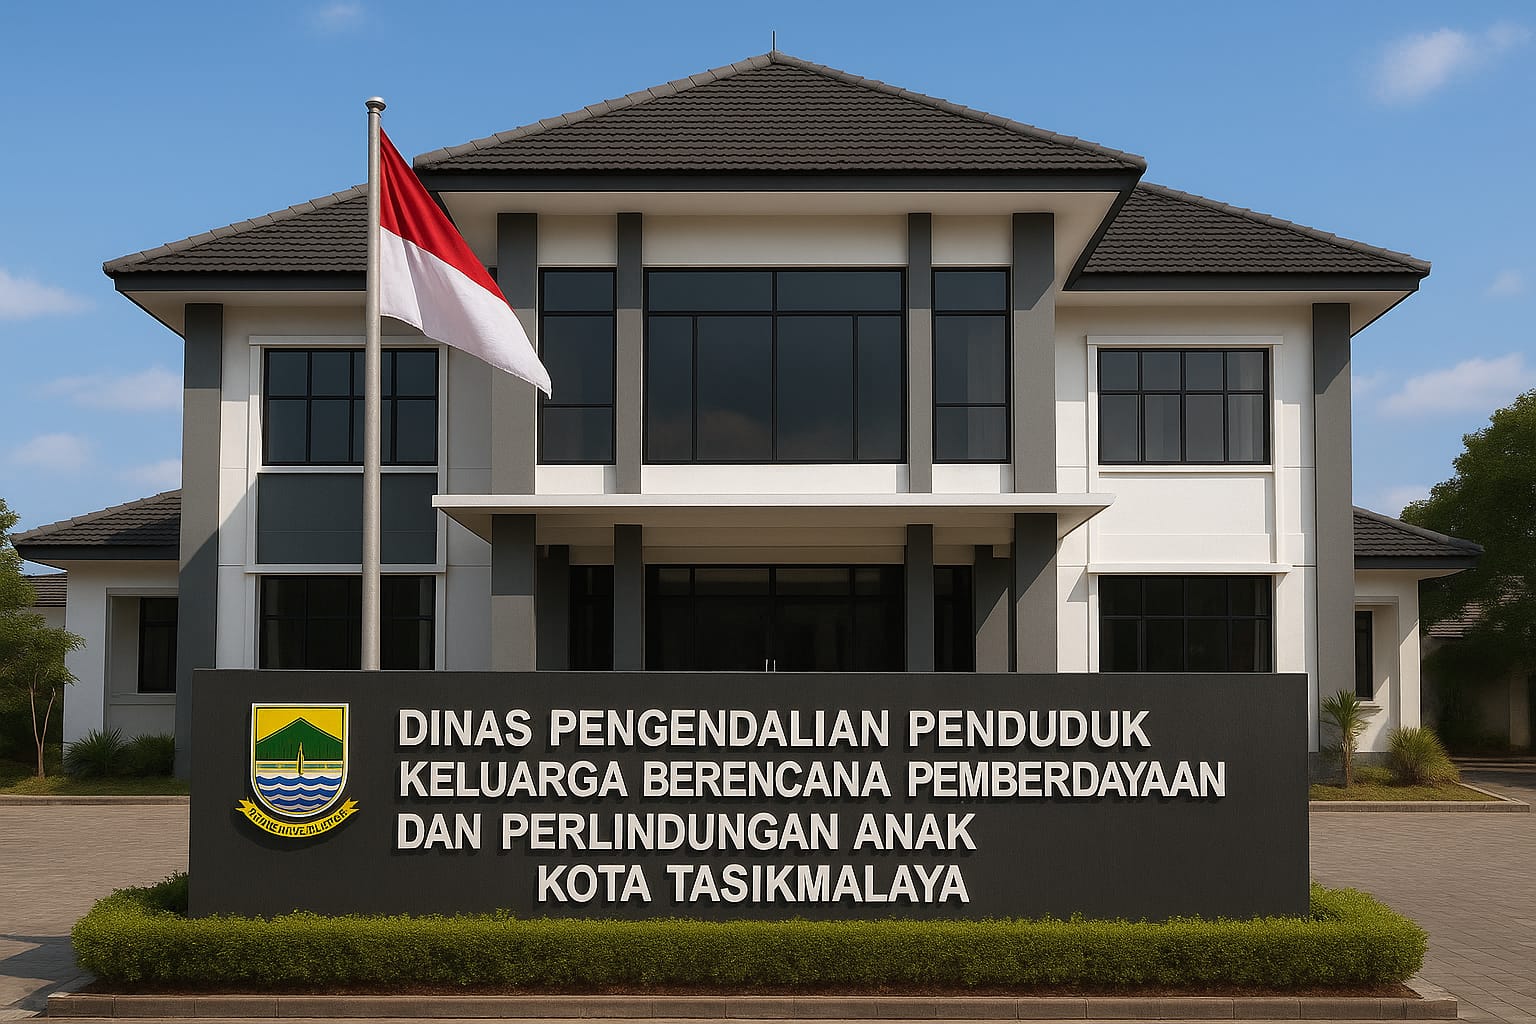 DINAS PENGENDALIAN PENDUDUK
KELUARGA BERENCANA PEMBERDAYAAN
DAN PERLINDUNGAN ANAK
KOTA TASIKMALAYA